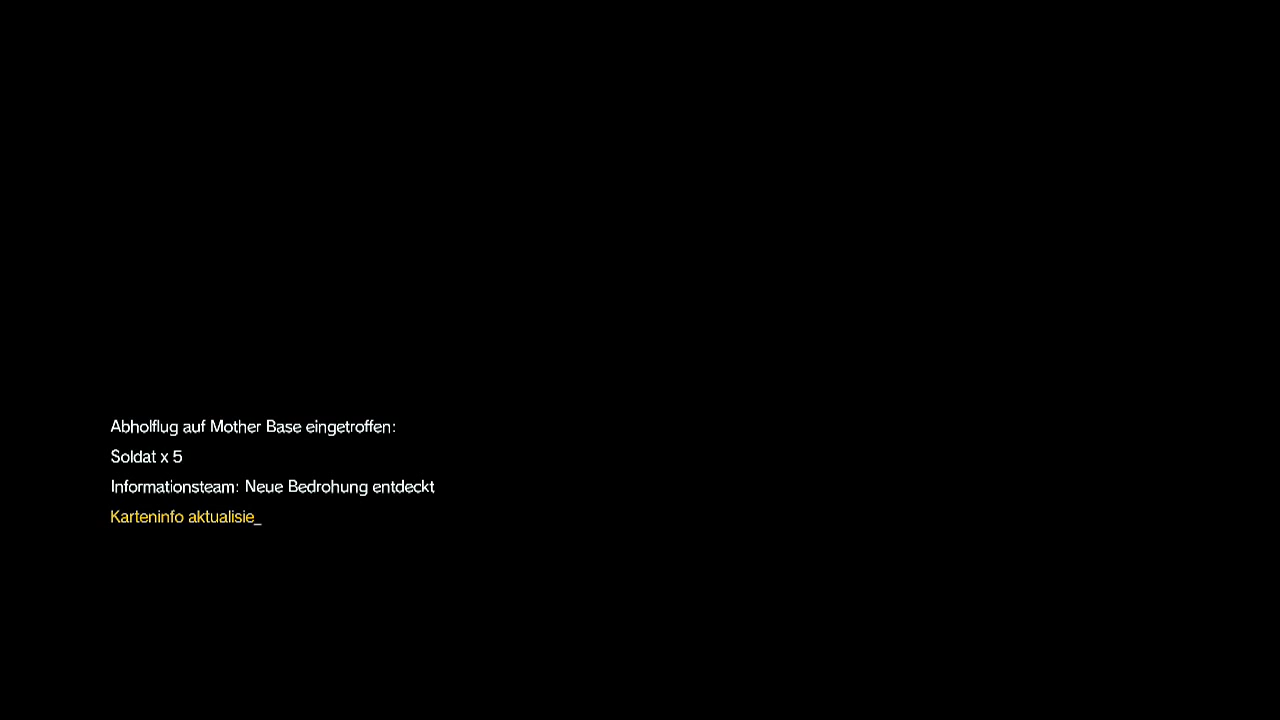 Abholflug auf Mother Base eingetroffen:
Soldat x 5
Informationsteam: Neue Bedrohung entdeckt
Karteninfo aktualisie_